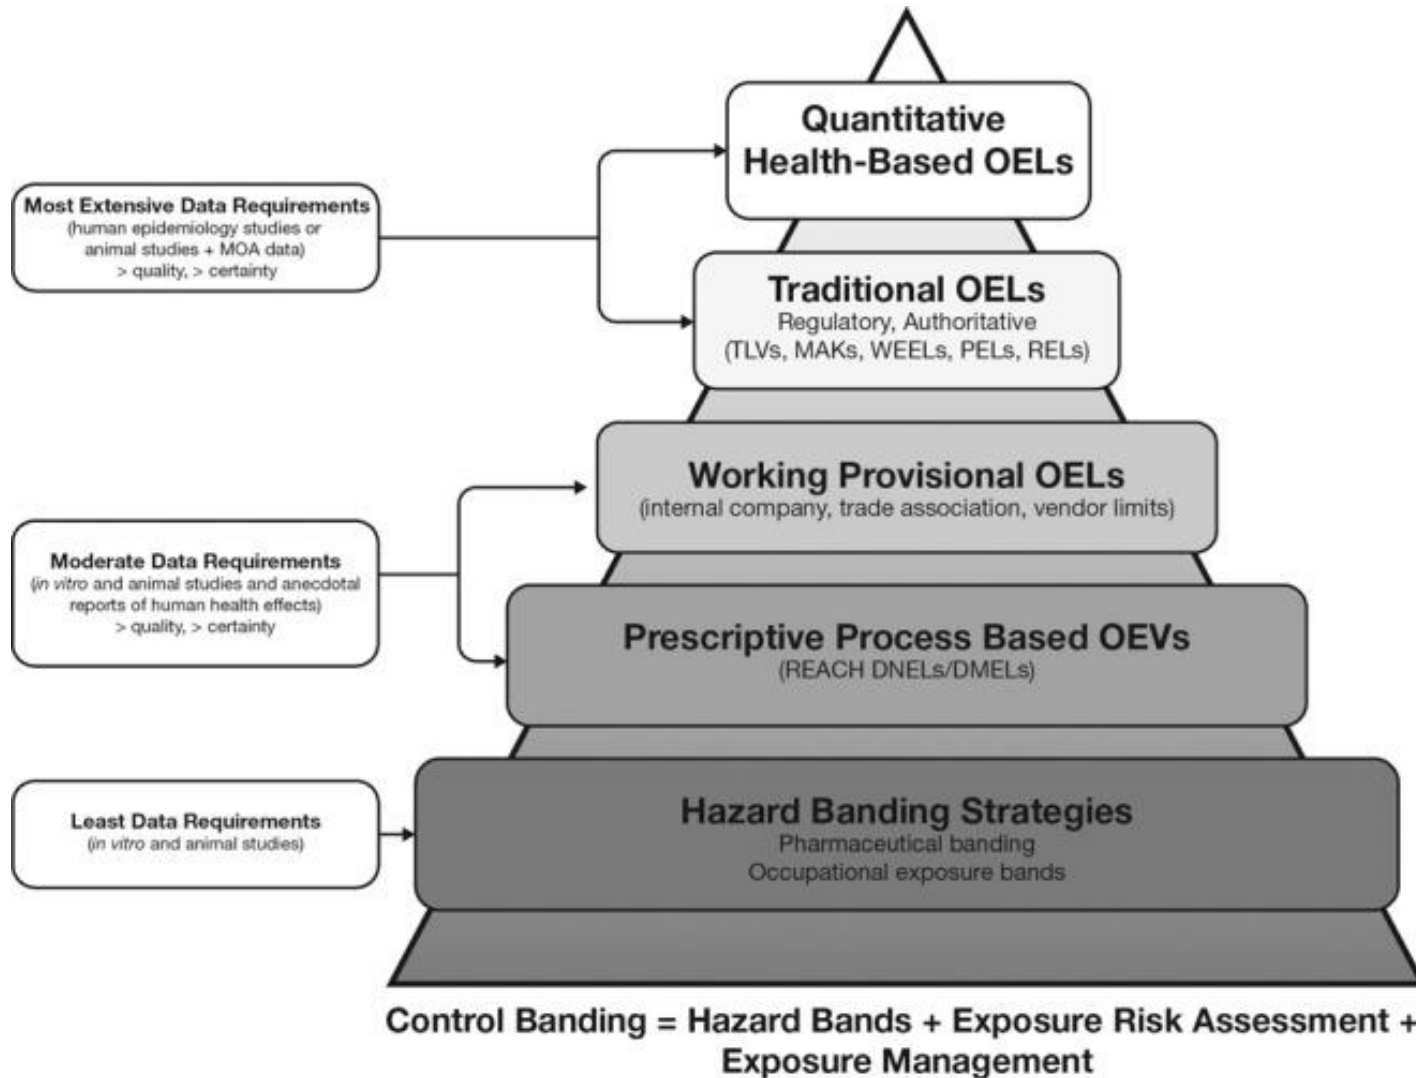 Quantitative
Health-Based OELs
Most Extensive Data Requirements
(human epidemiology studies or
animal studies + MOA data)
> quality, > certainty
Traditional OELs
Regulatory, Authoritative
(TLVs, MAKs, WEELs, PELs, RELs)
Working Provisional OELs
(internal company, trade association, vendor limits)
Moderate Data Requirements
(in vitro and animal studies and anecdotal
reports of human health effects)
> quality, > certainty
Prescriptive Process Based OEVs
(REACH DNELs/DMELs)
Least Data Requirements
(in vitro and animal studies)
Hazard Banding Strategies
Pharmaceutical banding
Occupational exposure bands
Control Banding = Hazard Bands + Exposure Risk Assessment +
Exposure Management